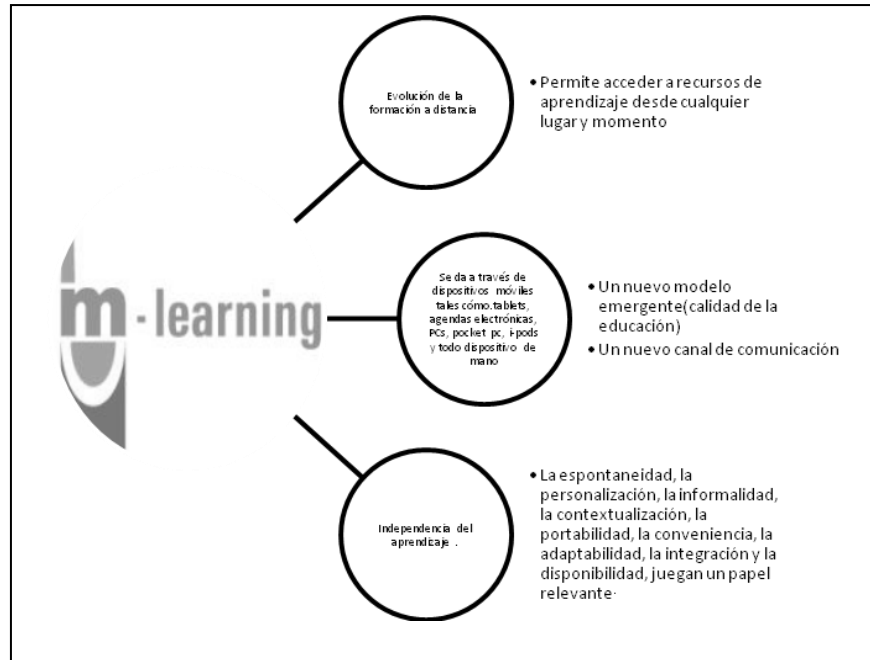 Evolución de la
formación a distancia
• Permite acceder a recursos de
aprendizaje desde cualquier
lugar y momento
m - learning
Se da a través de
dispositivos móviles
tales cómo.tablets,
agendas electrónicas,
PCs, pocket pc, i-pods
y todo dispositivo de
mano
• Un nuevo modelo
emergente(calidad de la
educación)
• Un nuevo canal de comunicación
Independencia del
aprendizaje .
• La espontaneidad, la
personalización, la informalidad,
la contextualización, la
portabilidad, la conveniencia, la
adaptabilidad, la integración y la
disponibilidad, juegan un papel
relevante·